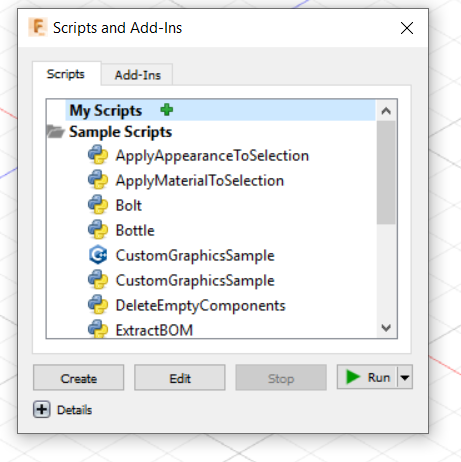 Scripts and Add-Ins
Scripts
Add-Ins
My Scripts
Sample Scripts
ApplyAppearanceToSelection
ApplyMaterialToSelection
Bolt
Bottle
CustomGraphicsSample
CustomGraphicsSample
DeleteEmptyComponents
ExtractBOM
Create
Edit
Stop
Run
Details